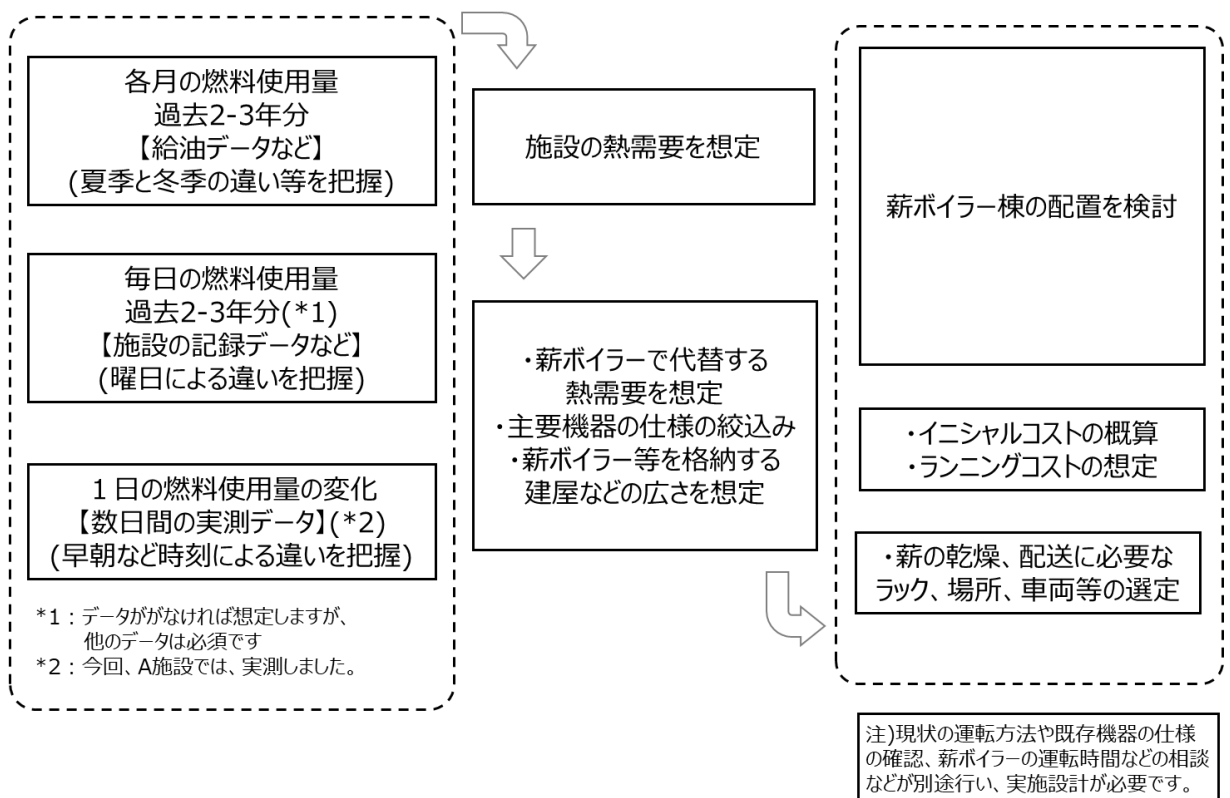 各月の燃料使用量
過去2-3年分
【給油データなど】
(夏季と冬季の違い等を把握)
毎日の燃料使用量
過去2-3年分(*1)
【施設の記録データなど】
(曜日による違いを把握)
１日の燃料使用量の変化
【数日間の実測データ】(*2)
(早朝など時刻による違いを把握)
*1：データががなければ想定しますが、
他のデータは必須です
*2：今回、A施設では、実測しました。
施設の熱需要を想定
・薪ボイラーで代替する
熱需要を想定
・主要機器の仕様の絞込み
・薪ボイラー等を格納する
建屋などの広さを想定
薪ボイラー棟の配置を検討
・イニシャルコストの概算
・ランニングコストの想定
・薪の乾燥、配送に必要な
ラック、場所、車両等の選定
注)現状の運転方法や既存機器の仕様
の確認、薪ボイラーの運転時間などの相談
などが別途行い、実施設計が必要です。